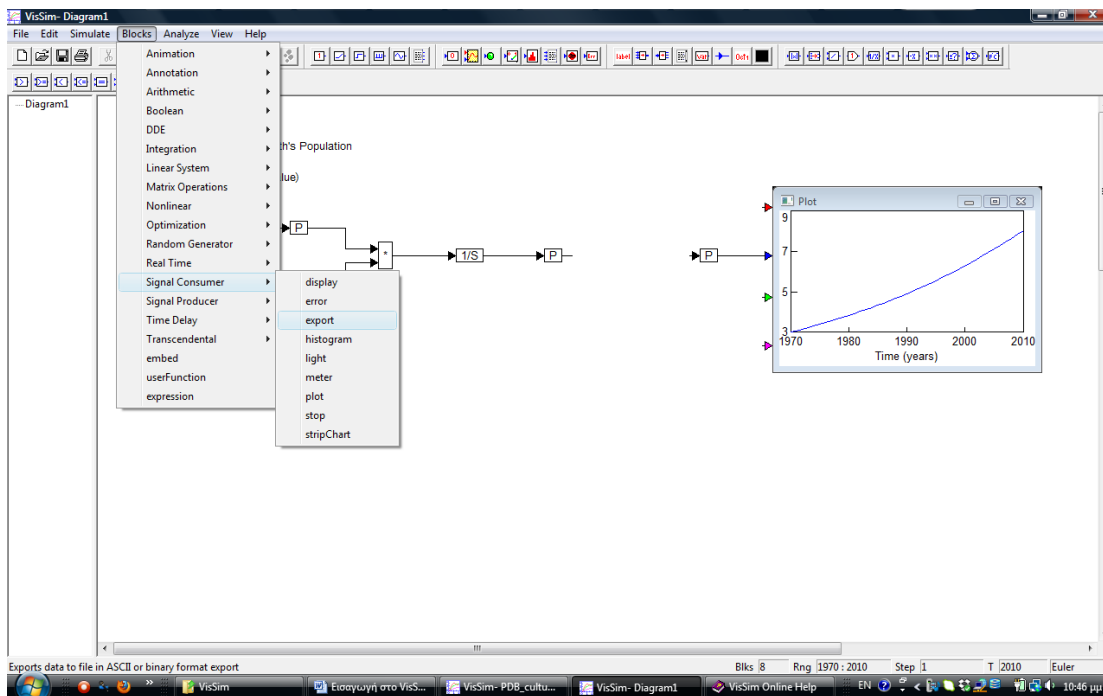 VisSim- Diagram1
File Edit Simulate Blocks Analyze View Help
Diagram1
Animation
Annotation
Arithmetic
Boolean
DDE
Integration
Linear System
Matrix Operations
Nonlinear
Optimization
Random Generator
Real Time
Signal Consumer
Signal Producer
Time Delay
Transcendental
embed
userFunction
expression
display
error
export
histogram
light
meter
plot
stop
stripChart
th's Population
lue)
P
*
1/S
P
P
Plot
9
7
5
3
1970 1980 1990 2000 2010
Time (years)
Exports data to file in ASCII or binary format export
Blks 8 Rng 1970 : 2010 Step 1 T 2010 Euler
VisSim
Εισαγωγή στο VisS...
VisSim- PDB_cultu...
VisSim- Diagram1
VisSim Online Help
EN
10:46 μμ